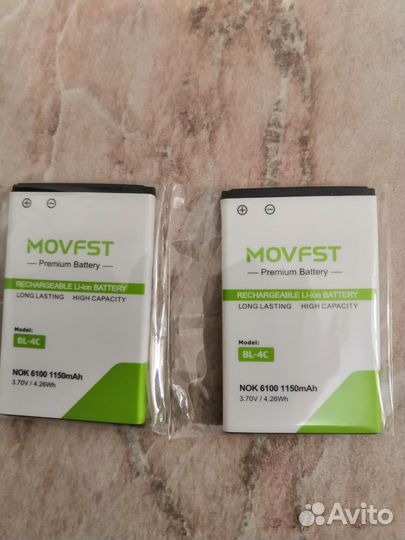 MOVFST
Premium Battery
RECHARGEABLE Li-ion BATTERY
LONG LASTING HIGH CAPACITY
Model:
BL-4C
NOK 6100 1150mAh
3.70V / 4.26Wh
MOVFST
Premium Battery
RECHARGEABLE Li-ion BATTERY
LONG LASTING HIGH CAPACITY
Model:
BL-4C
NOK 6100 1150mAh
3.70V / 4.26Wh
Avito